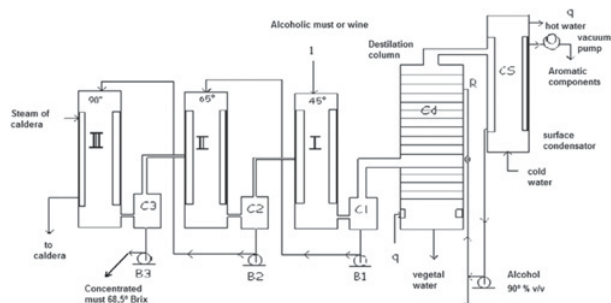 Alcoholic must or wine
1
Destilation
column
q
hot water
vacuum
pump
Aromatic
components
C5
surface
condensator
cold
water
R
C4
Steam of
caldera
90°
65°
45°
III
II
I
C3
C2
C1
to
caldera
B3
B2
B1
Concentrated
must 68.5° Brix
q
vegetal
water
Alcohol
90° % v/v